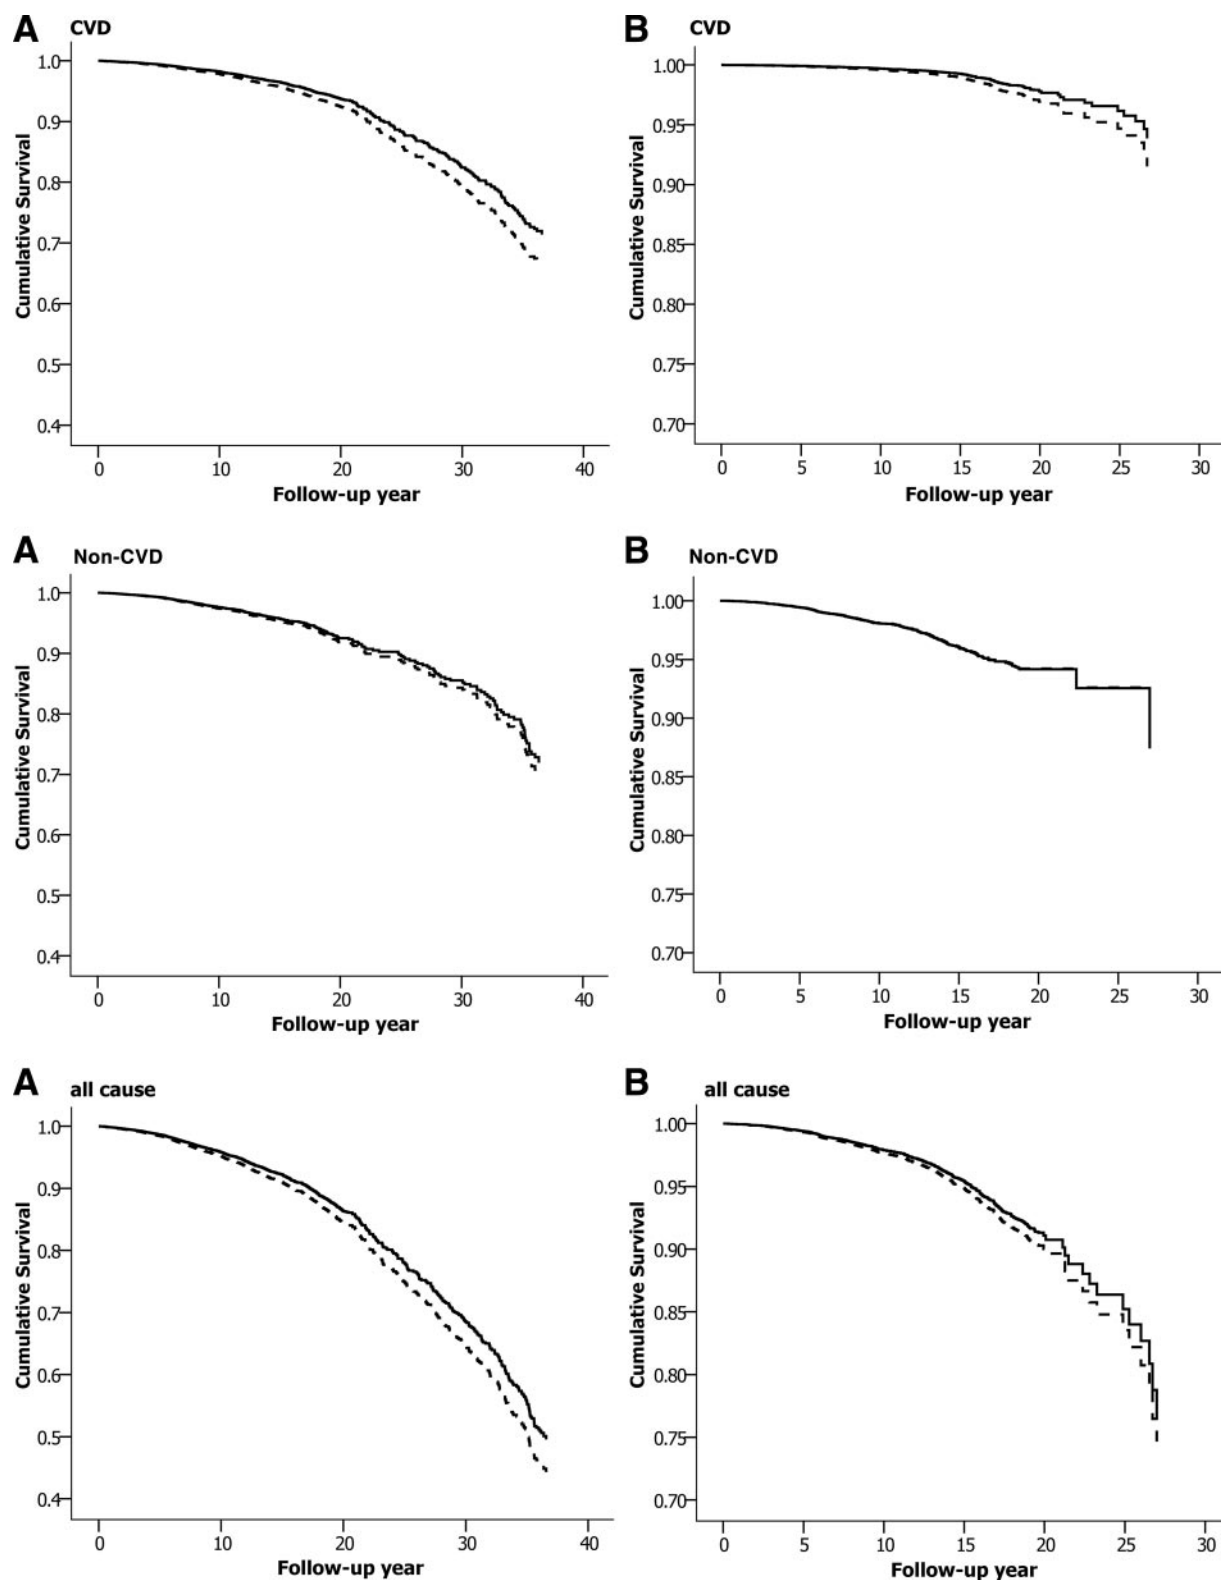 A CVD
Cumulative Survival
1.0
0.9
0.8
0.7
0.6
0.5
0.4
0 10 20 30 40
Follow-up year
B CVD
Cumulative Survival
1.00
0.95
0.90
0.85
0.80
0.75
0.70
0 5 10 15 20 25 30
Follow-up year
A Non-CVD
Cumulative Survival
1.0
0.9
0.8
0.7
0.6
0.5
0.4
0 10 20 30 40
Follow-up year
B Non-CVD
Cumulative Survival
1.00
0.95
0.90
0.85
0.80
0.75
0.70
0 5 10 15 20 25 30
Follow-up year
A all cause
Cumulative Survival
1.0
0.9
0.8
0.7
0.6
0.5
0.4
0 10 20 30 40
Follow-up year
B all cause
Cumulative Survival
1.00
0.95
0.90
0.85
0.80
0.75
0.70
0 5 10 15 20 25 30
Follow-up year